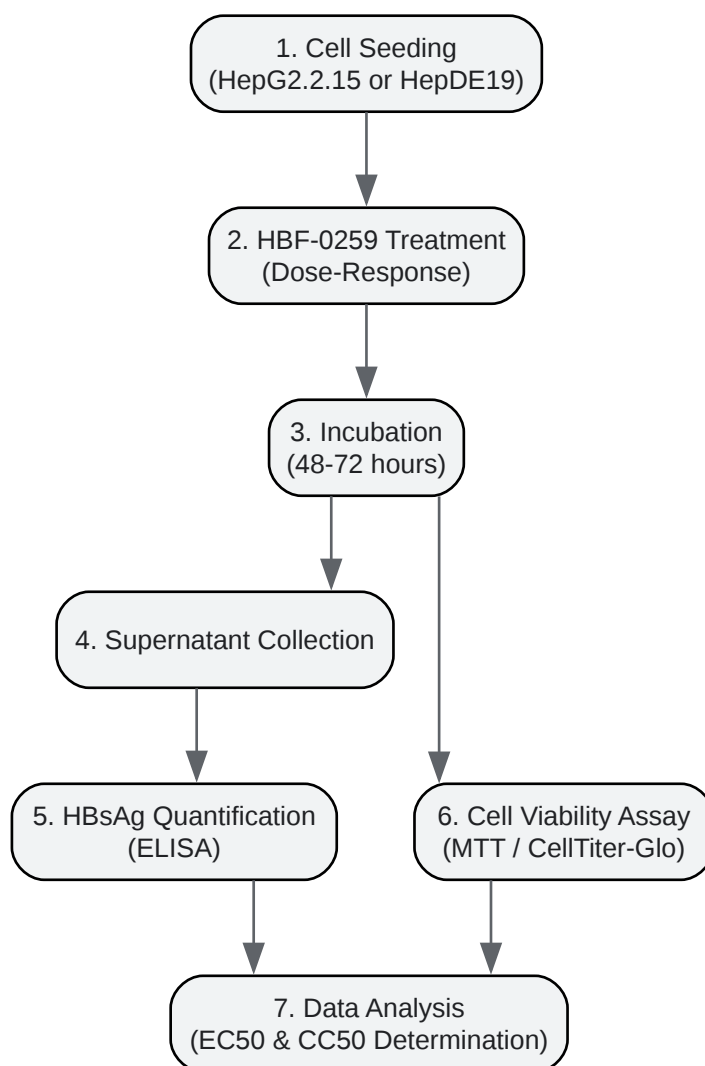 1. Cell Seeding
(HepG2.2.15 or HepDE19)
2. HBF-0259 Treatment
(Dose-Response)
3. Incubation
(48-72 hours)
4. Supernatant Collection
5. HBsAg Quantification
(ELISA)
6. Cell Viability Assay
(MTT / CellTiter-Glo)
7. Data Analysis
(EC50 & CC50 Determination)